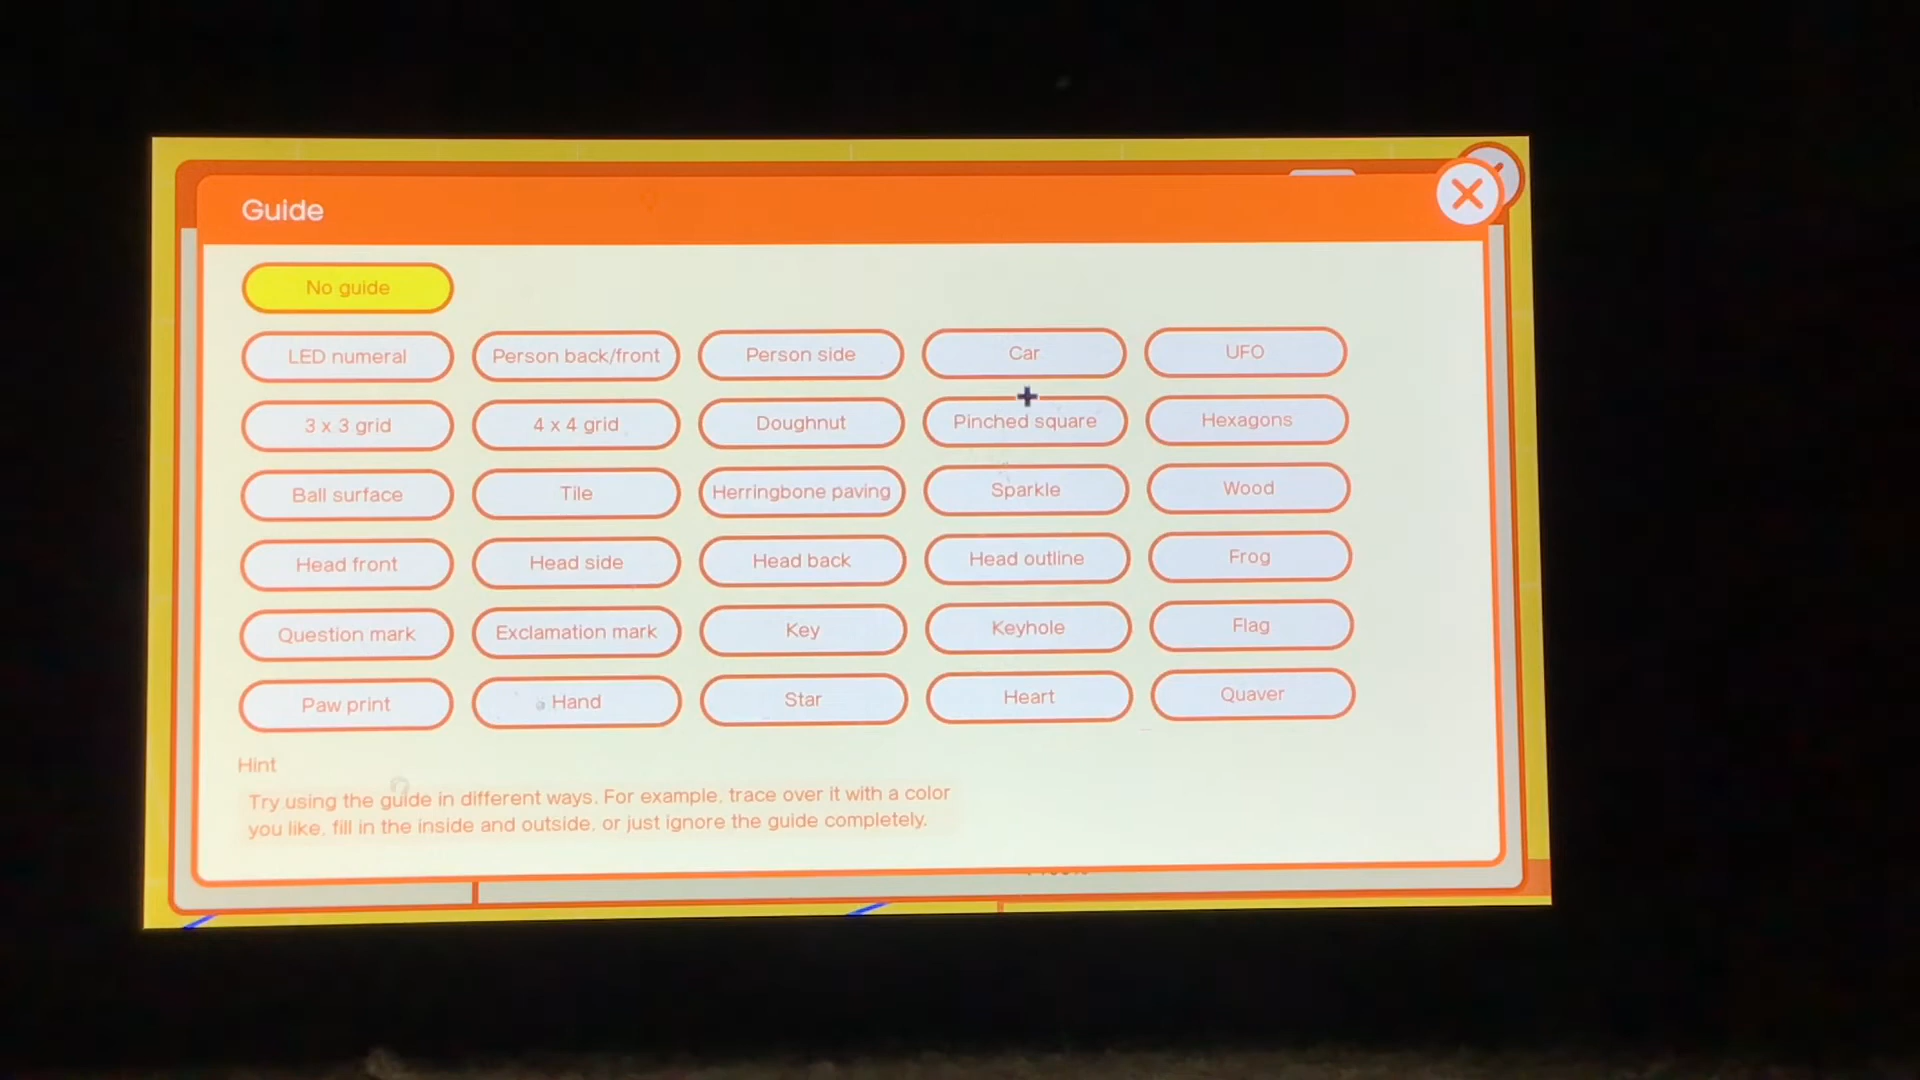 Guide
No guide
LED numeral Person back/front Person side Car UFO
3 x 3 grid 4 x 4 grid Doughnut Pinched square Hexagons
Ball surface Tile Herringbone paving Sparkle Wood
Head front Head side Head back Head outline Frog
Question mark Exclamation mark Key Keyhole Flag
Paw print Hand Star Heart Quaver
Hint
Try using the guide in different ways. For example, trace over it with a color
you like, fill in the inside and outside, or just ignore the guide completely.